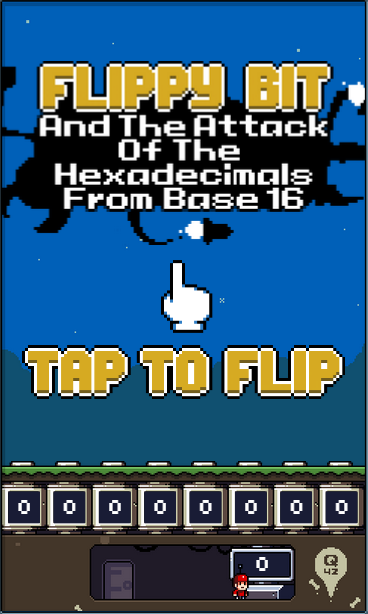 FLIPPY BIT
And The Attack
Of The
Hexadecimals
From Base 16
TAP TO FLIP
0 0 0 0 0 0 0 0
0
Q
42